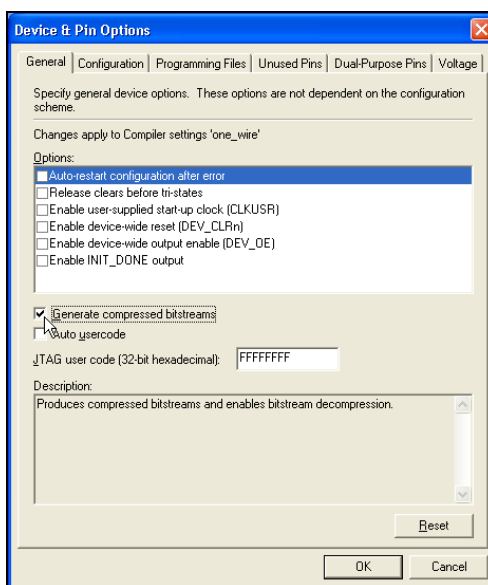 Device & Pin Options
General Configuration Programming Files Unused Pins Dual-Purpose Pins Voltage
Specify general device options. These options are not dependent on the configuration
scheme.
Changes apply to Compiler settings 'one_wire'
Options:
Auto-restart configuration after error
Release clears before tri-states
Enable user-supplied start-up clock (CLKUSR)
Enable device-wide reset (DEV_CLRn)
Enable device-wide output enable (DEV_OE)
Enable INIT_DONE output
Generate compressed bitstreams
Auto usercode
JTAG user code (32-bit hexadecimal): FFFFFFFF
Description:
Produces compressed bitstreams and enables bitstream decompression.
Reset
OK Cancel